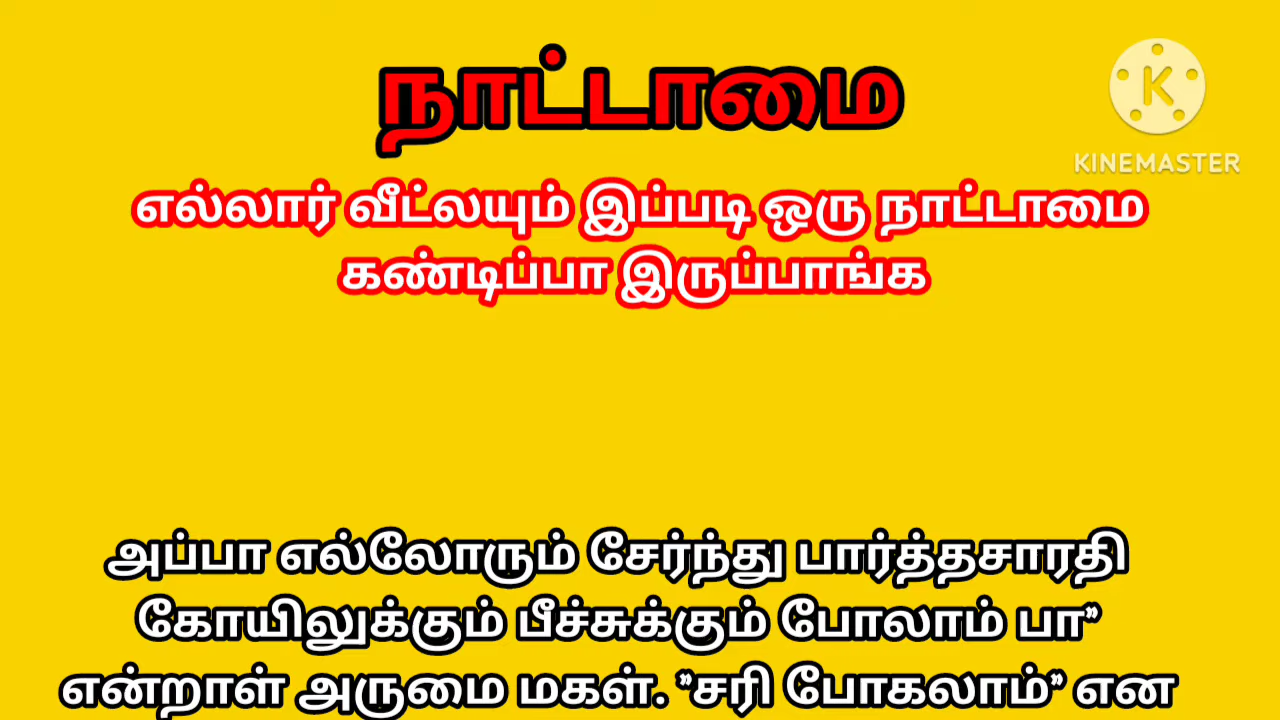 நாட்டாமை
KINEMASTER
எல்லார் வீட்லயும் இப்படி ஒரு நாட்டாமை
கண்டிப்பா இருப்பாங்க
அப்பா எல்லோரும் சேர்ந்து பார்த்தசாரதி
கோயிலுக்கும் பீச்சுக்கும் போலாம் பா”
என்றாள் அருமை மகள். ”சரி போகலாம்” என